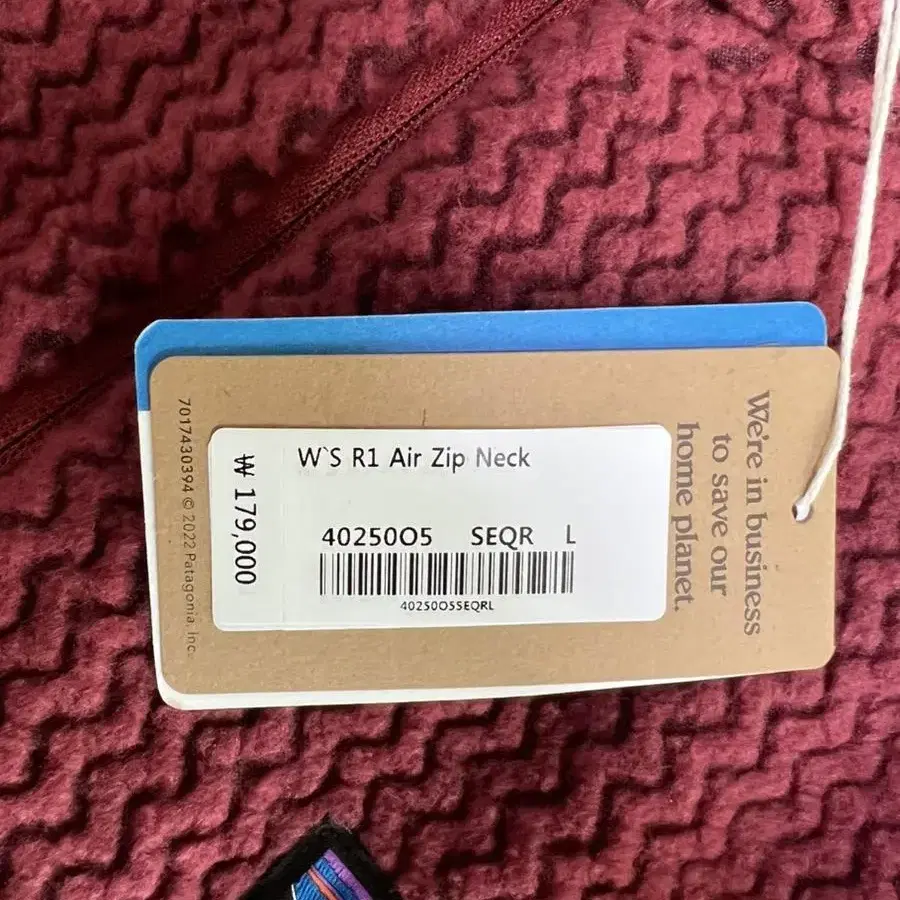 W`S R1 Air Zip Neck
40250O5 SEQR L
40250O5SEQRL
₩ 179,000
We're in business
to save our
home planet.
7017430394 © 2022 Patagonia, Inc.